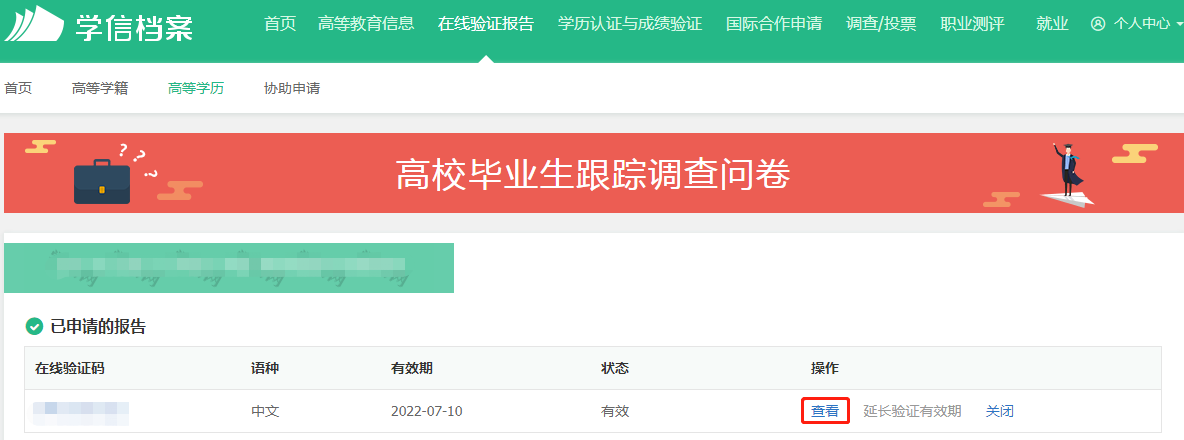 学信档案 首页 高等教育信息 在线验证报告 学历认证与成绩验证 国际合作申请 调查/投票 职业测评 就业 个人中心
首页 高等学籍 高等学历 协助申请
? ? ?
高校毕业生跟踪调查问卷
已申请的报告
在线验证码 语种 有效期 状态 操作
中文 2022-07-10 有效 查看 延长验证有效期 关闭